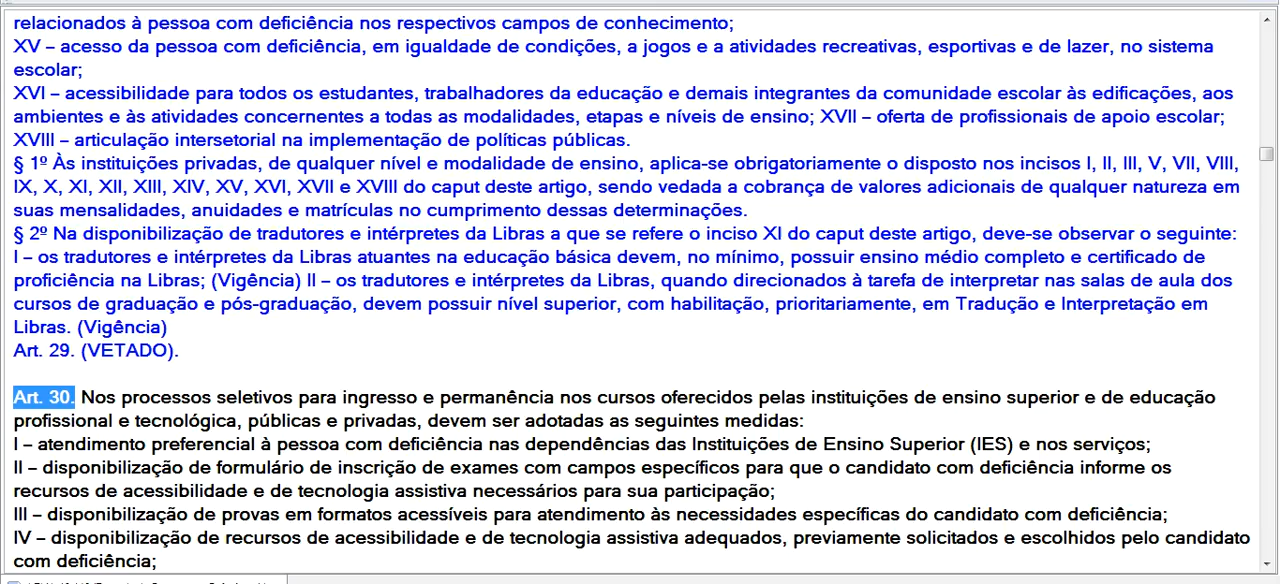 relacionados à pessoa com deficiência nos respectivos campos de conhecimento;
XV – acesso da pessoa com deficiência, em igualdade de condições, a jogos e a atividades recreativas, esportivas e de lazer, no sistema
escolar;
XVI – acessibilidade para todos os estudantes, trabalhadores da educação e demais integrantes da comunidade escolar às edificações, aos
ambientes e às atividades concernentes a todas as modalidades, etapas e níveis de ensino; XVII – oferta de profissionais de apoio escolar;
XVIII – articulação intersetorial na implementação de políticas públicas.
§ 1º Às instituições privadas, de qualquer nível e modalidade de ensino, aplica-se obrigatoriamente o disposto nos incisos I, II, III, V, VII, VIII,
IX, X, XI, XII, XIII, XIV, XV, XVI, XVII e XVIII do caput deste artigo, sendo vedada a cobrança de valores adicionais de qualquer natureza em
suas mensalidades, anuidades e matrículas no cumprimento dessas determinações.
§ 2º Na disponibilização de tradutores e intérpretes da Libras a que se refere o inciso XI do caput deste artigo, deve-se observar o seguinte:
I – os tradutores e intérpretes da Libras atuantes na educação básica devem, no mínimo, possuir ensino médio completo e certificado de
proficiência na Libras; (Vigência) II – os tradutores e intérpretes da Libras, quando direcionados à tarefa de interpretar nas salas de aula dos
cursos de graduação e pós-graduação, devem possuir nível superior, com habilitação, prioritariamente, em Tradução e Interpretação em
Libras. (Vigência)
Art. 29. (VETADO).
Art. 30. Nos processos seletivos para ingresso e permanência nos cursos oferecidos pelas instituições de ensino superior e de educação
profissional e tecnológica, públicas e privadas, devem ser adotadas as seguintes medidas:
I – atendimento preferencial à pessoa com deficiência nas dependências das Instituições de Ensino Superior (IES) e nos serviços;
II – disponibilização de formulário de inscrição de exames com campos específicos para que o candidato com deficiência informe os
recursos de acessibilidade e de tecnologia assistiva necessários para sua participação;
III – disponibilização de provas em formatos acessíveis para atendimento às necessidades específicas do candidato com deficiência;
IV – disponibilização de recursos de acessibilidade e de tecnologia assistiva adequados, previamente solicitados e escolhidos pelo candidato
com deficiência;